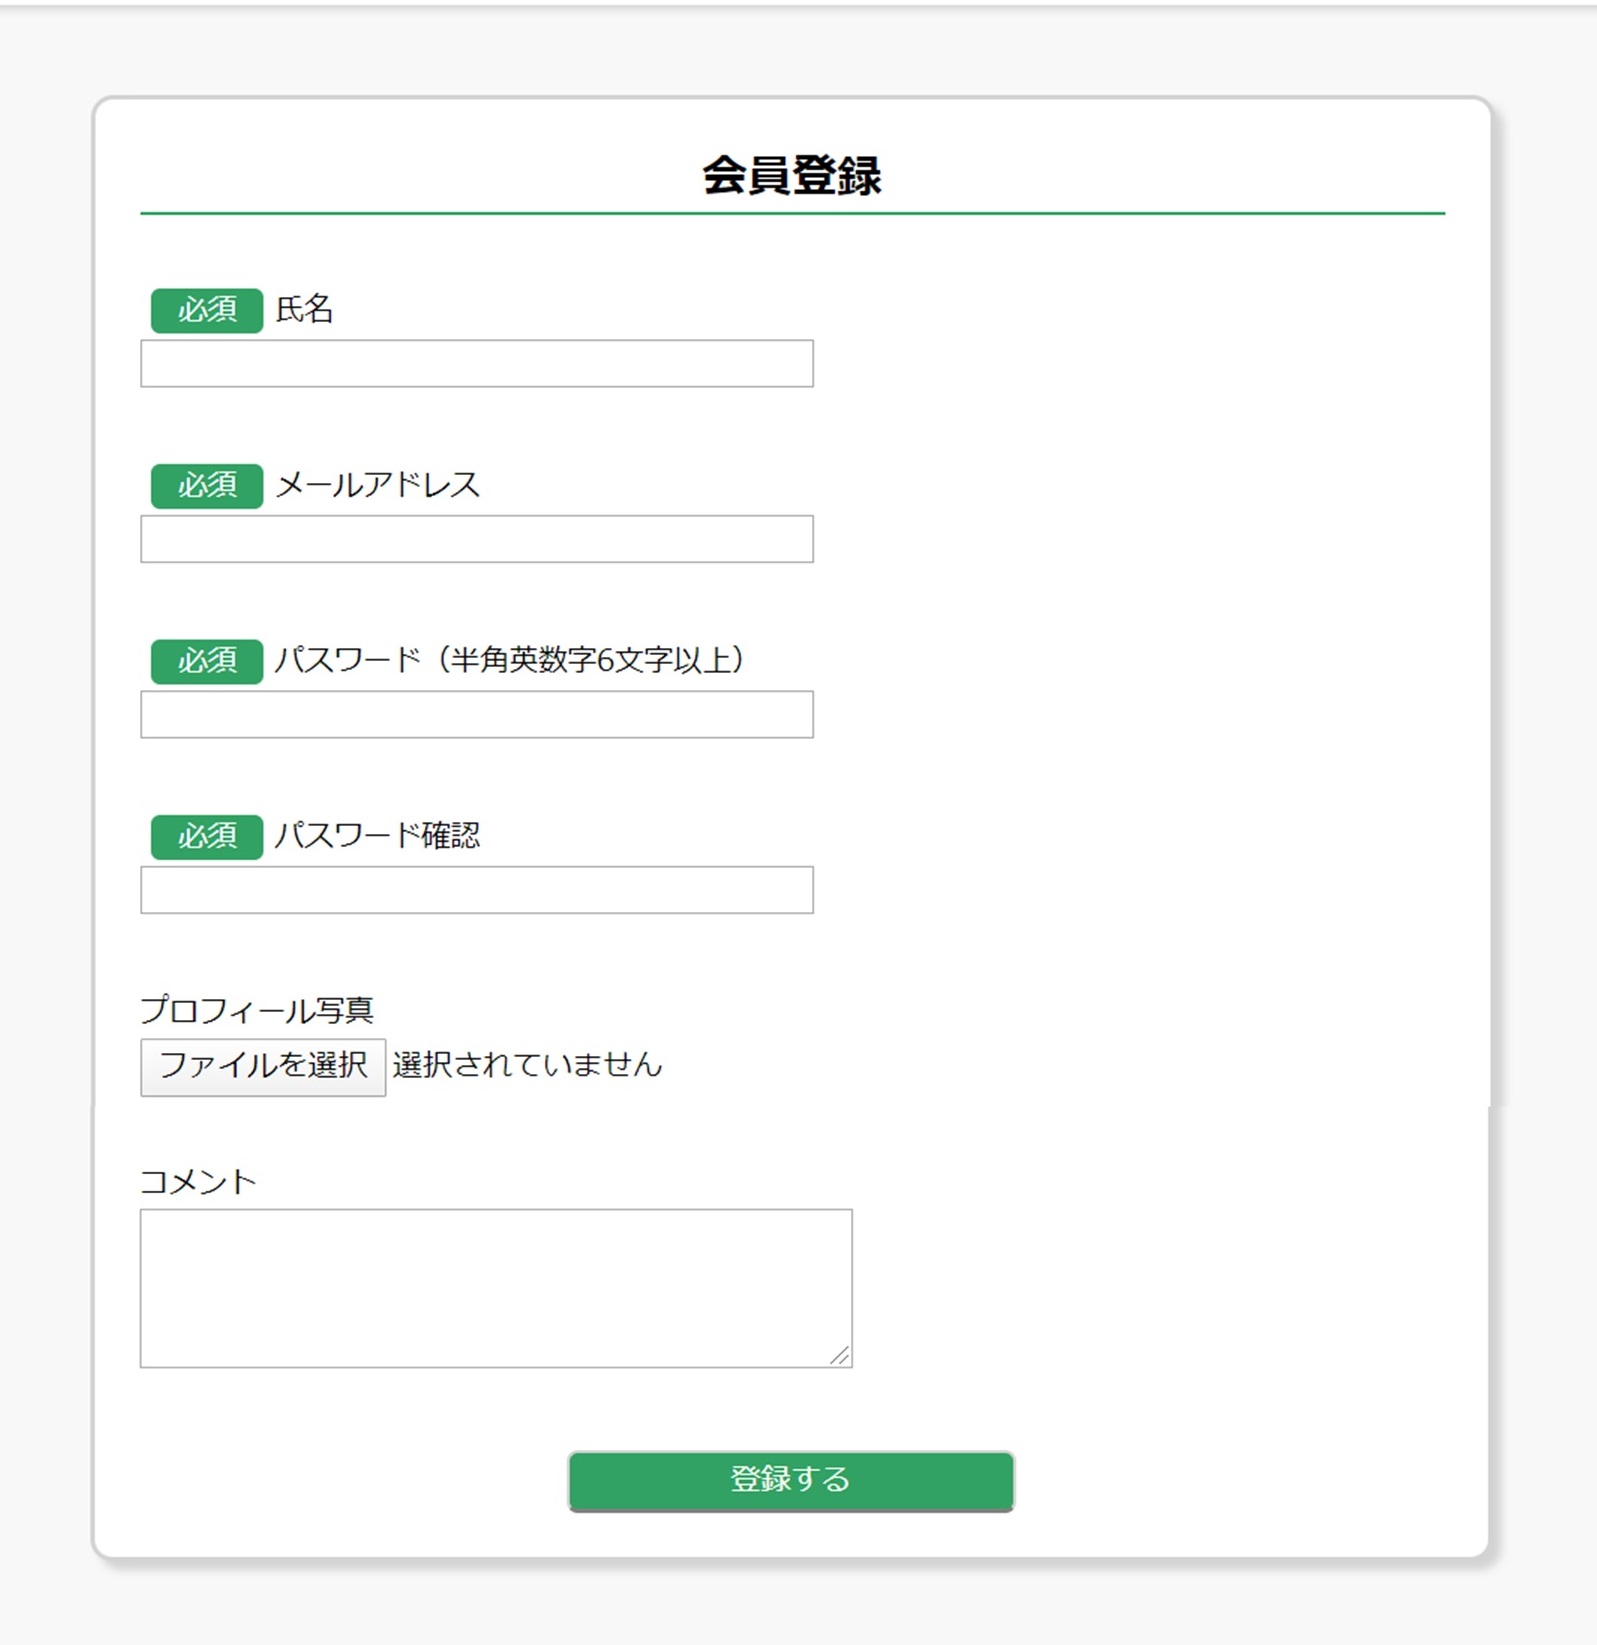 会員登録
必須 氏名
必須 メールアドレス
必須 パスワード（半角英数字6文字以上）
必須 パスワード確認
プロフィール写真
ファイルを選択 選択されていません
コメント
登録する